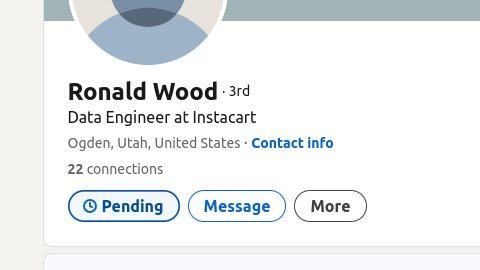 Ronald Wood · 3rd
Data Engineer at Instacart
Ogden, Utah, United States · Contact info
22 connections
Pending Message More